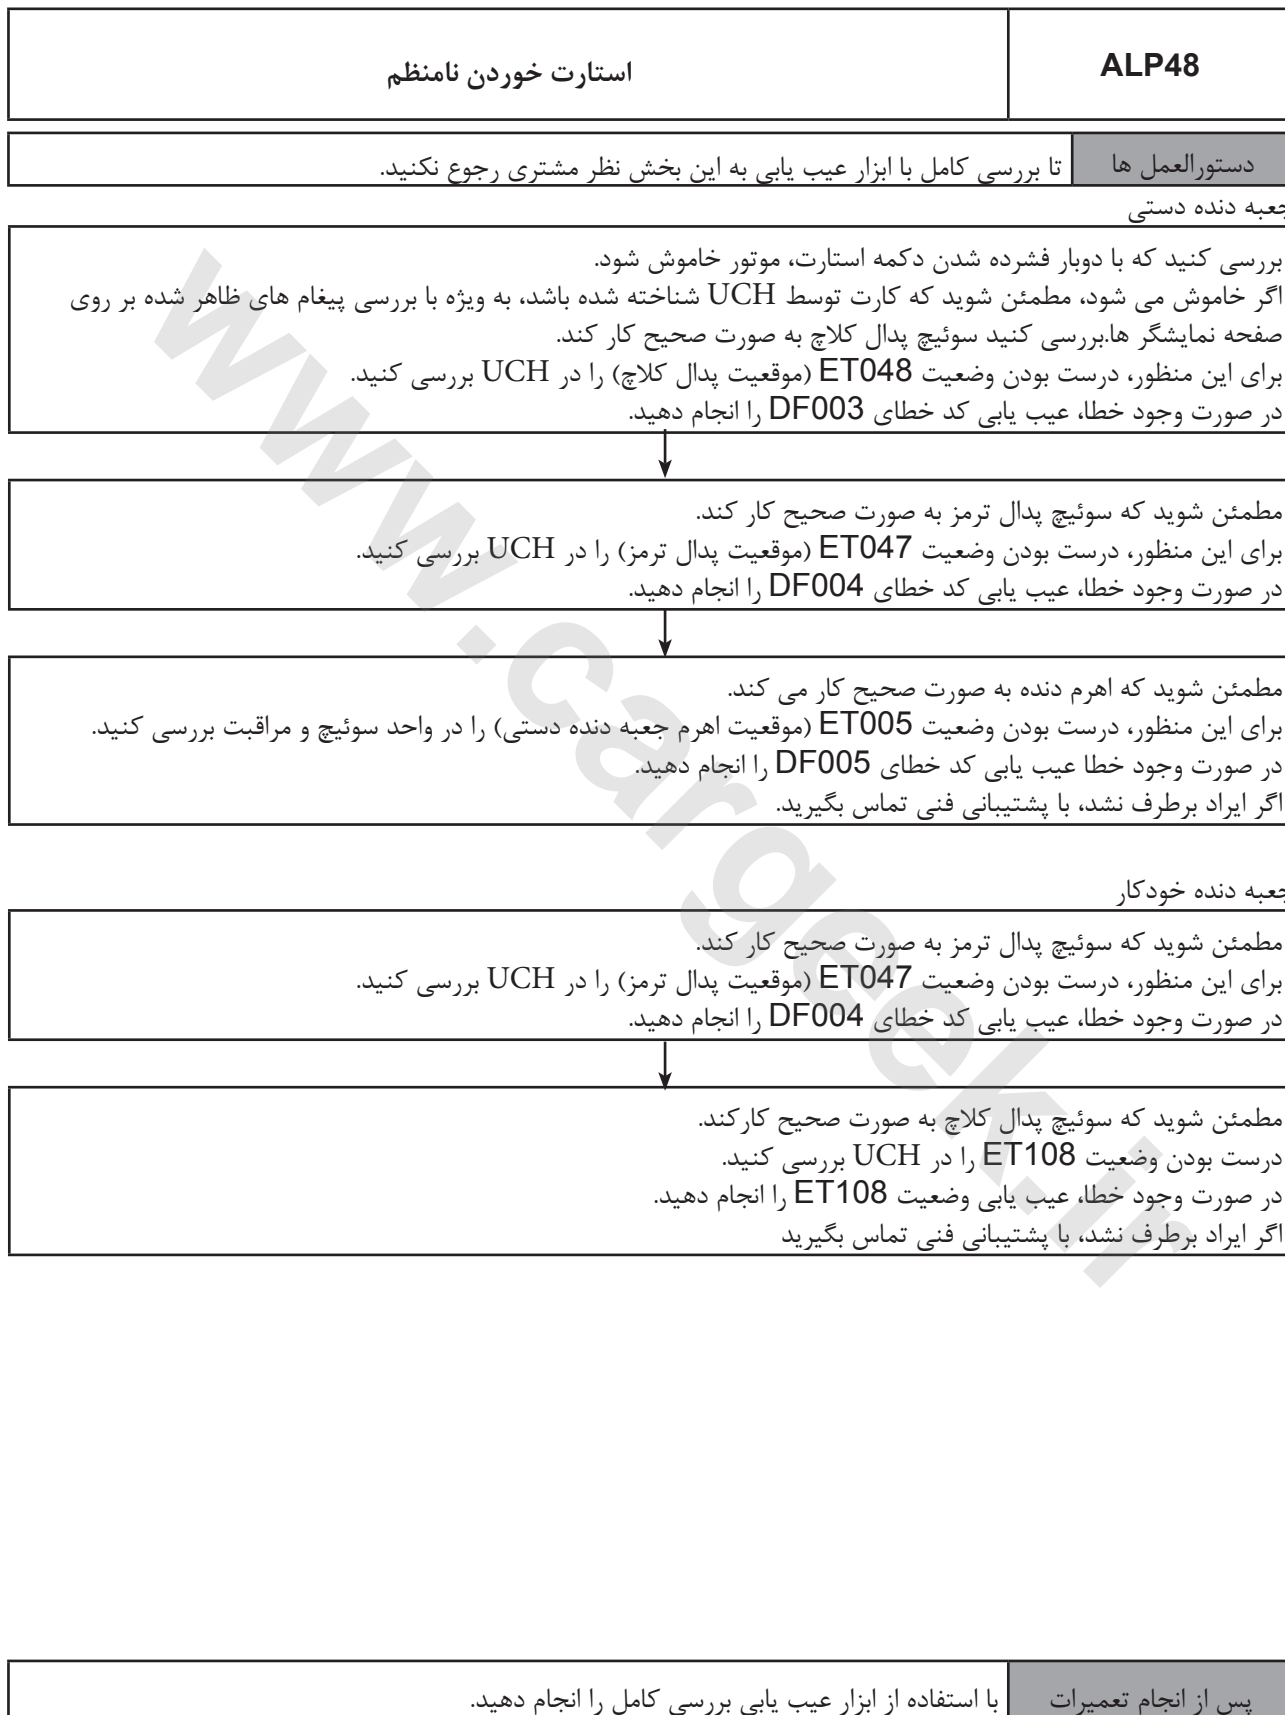 ALP48
استارت خوردن نامنظم
دستورالعمل ها
تا بررسی کامل با ابزار عیب یابی به این بخش نظر مشتری رجوع نکنید.
جعبه دنده دستی
بررسی کنید که با دوبار فشرده شدن دکمه استارت، موتور خاموش شود.
اگر خاموش می شود، مطمئن شوید که کارت توسط UCH شناخته شده باشد، به ویژه با بررسی پیغام های ظاهر شده بر روی
صفحه نمایشگر ها.بررسی کنید سوئیچ پدال کلاچ به صورت صحیح کار کند.
برای این منظور، درست بودن وضعیت ET048 (موقعیت پدال کلاچ) را در UCH بررسی کنید.
در صورت وجود خطا، عیب یابی کد خطای DF003 را انجام دهید.
مطمئن شوید که سوئیچ پدال ترمز به صورت صحیح کار کند.
برای این منظور، درست بودن وضعیت ET047 (موقعیت پدال ترمز) را در UCH بررسی کنید.
در صورت وجود خطا، عیب یابی کد خطای DF004 را انجام دهید.
مطمئن شوید که اهرم دنده به صورت صحیح کار می کند.
برای این منظور، درست بودن وضعیت ET005 (موقعیت اهرم جعبه دنده دستی) را در واحد سوئیچ و مراقبت بررسی کنید.
در صورت وجود خطا عیب یابی کد خطای DF005 را انجام دهید.
اگر ایراد برطرف نشد، با پشتیبانی فنی تماس بگیرید.
جعبه دنده خودکار
مطمئن شوید که سوئیچ پدال ترمز به صورت صحیح کار کند.
برای این منظور، درست بودن وضعیت ET047 (موقعیت پدال ترمز) را در UCH بررسی کنید.
در صورت وجود خطا، عیب یابی کد خطای DF004 را انجام دهید.
مطمئن شوید که سوئیچ پدال کلاچ به صورت صحیح کارکند.
درست بودن وضعیت ET108 را در UCH بررسی کنید.
در صورت وجود خطا، عیب یابی وضعیت ET108 را انجام دهید.
اگر ایراد برطرف نشد، با پشتیبانی فنی تماس بگیرید
پس از انجام تعمیرات
با استفاده از ابزار عیب یابی بررسی کامل را انجام دهید.
www.cargeek.ir